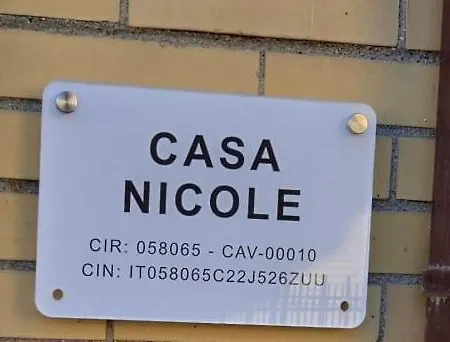 CASA
NICOLE
CIR: 058065 - CAV-00010
CIN: IT058065C22J526ZUU